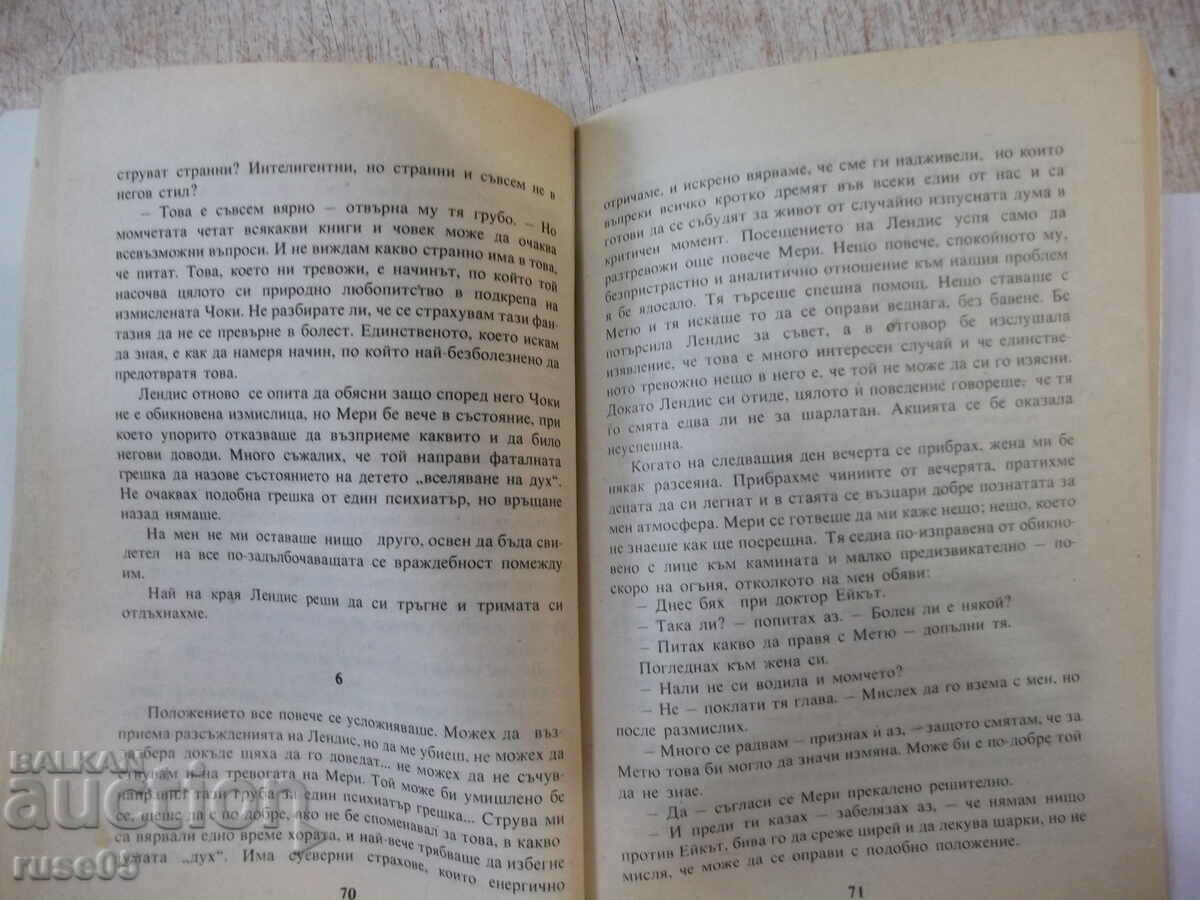 струват странни? Интелигентни, но странни и съвсем не в
негов стил?
– Това е съвсем вярно – отвърна му тя грубо. – Но
момчетата четат всякакви книги и човек може да очаква
всевъзможни въпроси. И не виждам какво странно има в това,
че питат. Това, което ни тревожи, е начинът, по който той
насочва цялото си природно любопитство в подкрепа на
измислената Чоки. Не разбирате ли, че се страхувам тази фан-
тазия да не се превърне в болест. Единственото, което искам
да зная, е как да намеря начин, по който най-безболезнено да
предотвратя това.
Лендис отново се опита да обясни защо според него Чоки
не е обикновена измислица, но Мери бе вече в състояние, при
което упорито отказваше да възприеме каквито и да било
негови доводи. Много съжалих, че той направи фаталната
грешка да назове състоянието на детето „вселяване на дух“.
Не очаквах подобна грешка от един психиатър, но връщане
назад нямаше.
На мен не ми оставаше нищо друго, освен да бъда сви-
детел на все по-задълбочаващата се враждебност помежду
им.
Най на края Лендис реши да си тръгне и тримата си
отдъхнахме.
6
Положението все повече се усложняваше. Можех да въз-
приема разсъжденията на Лендис, но да ме убиеш, не можех да
разбера докъде щяха да го доведат... не можех да не съчув-
ствувам и на тревогата на Мери. Той може би умишлено бе
направил тази груба за един психиатър грешка... Струва ми
се, щеше да е по-добре, ако не бе споменавал за това, в какво
са вярвали едно време хората, и най-вече трябваше да избегне
думата „дух“. Има суеверни страхове, които енергично
70
отричаме, и искрено вярваме, че сме ги надживели, но които
въпреки всичко кротко дремят във всеки един от нас и са
готови да се събудят за живот от случайно изпусната дума в
критичен момент. Посещението на Лендис успя само да
разтревожи още повече Мери. Нещо повече, спокойното му,
безпристрастно и аналитично отношение към нашия проблем
я бе ядосало. Тя търсеше спешна помощ. Нещо ставаше с
Метю и тя искаше то да се оправи веднага, без бавене. Бе
потърсила Лендис за съвет, а в отговор бе изслушала
изявление, че това е много интересен случай и че единстве-
ното тревожно нещо в него е, че той не може да си го изясни.
Докато Лендис си отиде, цялото ѝ поведение говореше, че тя
го смята едва ли не за шарлатан. Акцията се бе оказала
неуспешна.
Когато на следващия ден вечерта се прибрах, жена ми бе
някак разсеяна. Прибрахме чиниите от вечерята, пратихме
децата да си легнат и в стаята се възцари добре познатата за
мен атмосфера. Мери се готвеше да ми каже нещо; нещо, което
не знаеше как ще посрещна. Тя седна по-изправена от обикно-
вено с лице към камината и малко предизвикателно – по-
скоро на огъня, отколкото на мен обяви:
– Днес бях при доктор Ейкът.
– Така ли? – попитах аз. – Болен ли е някой?
– Питах какво да правя с Метю – допълни тя.
Погледнах към жена си.
– Нали не си водила и момчето?
– Не – поклати тя глава. – Мислех да го взема с мен, но
после размислих.
– Много се радвам – признах ѝ аз, – защото смятам, че за
Метю това би могло да значи измяна. Може би е по-добре той
да не знае.
– Да – съгласи се Мери прекалено решително.
– И преди ти казах – забелязах аз, – че нямам нищо
против Ейкът, бива го да среже цирей и да лекува шарки, но не
мисля, че може да се оправи с подобно положение.
71
BALKAN
auction
ruse05